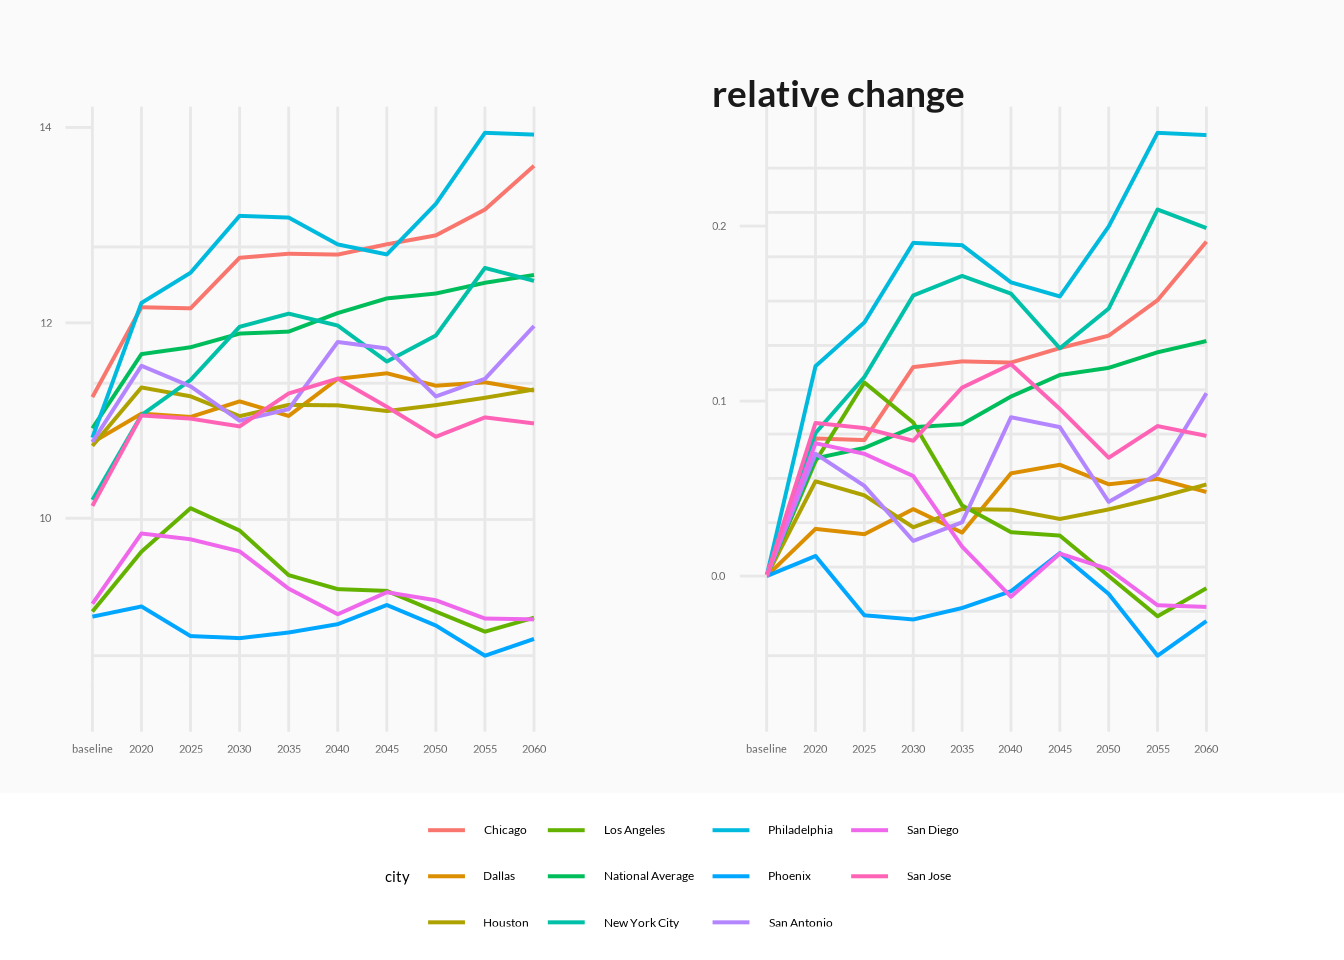 relative change
14
12
10
0.2
0.1
0.0
baseline 2020 2025 2030 2035 2040 2045 2050 2055 2060
baseline 2020 2025 2030 2035 2040 2045 2050 2055 2060
city
Chicago Los Angeles Philadelphia San Diego
Dallas National Average Phoenix San Jose
Houston New York City San Antonio